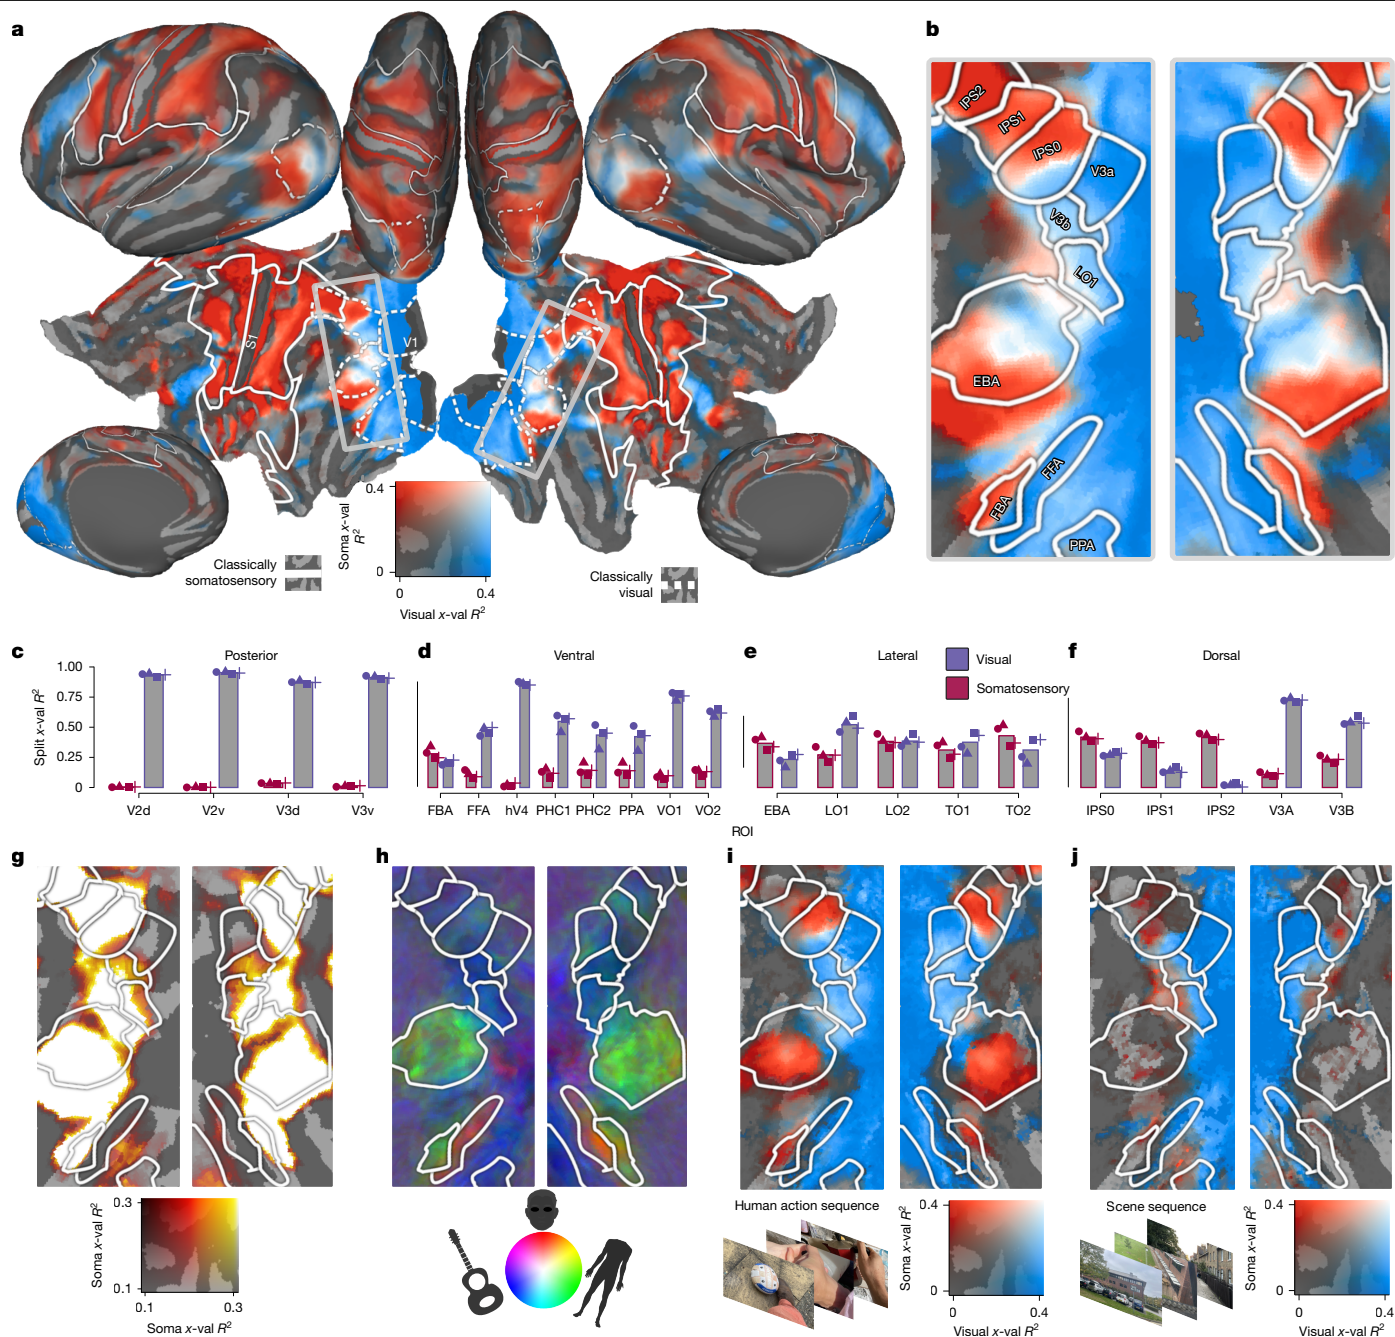 a
b
IPS2
IPS1
IPS0
V3a
V3b
LO1
EBA
FFA
FBA
PPA
S1
V1
Classically
somatosensory
Soma x-val
R²
0.4
0
0
0.4
Visual x-val R²
Classically
visual
c
Posterior
d
Ventral
e
Lateral
Visual
Somatosensory
f
Dorsal
Split x-val R²
1.00
0.75
0.50
0.25
0
V2d
V2v
V3d
V3v
FBA
FFA
hV4
PHC1
PHC2
PPA
VO1
VO2
EBA
LO1
LO2
TO1
TO2
IPS0
IPS1
IPS2
V3A
V3B
ROI
g
h
i
j
Soma x-val R²
0.3
0.1
0.1
0.3
Soma x-val R²
Human action sequence
Soma x-val R²
0.4
0
0
0.4
Visual x-val R²
Scene sequence
Soma x-val R²
0.4
0
0
0.4
Visual x-val R²